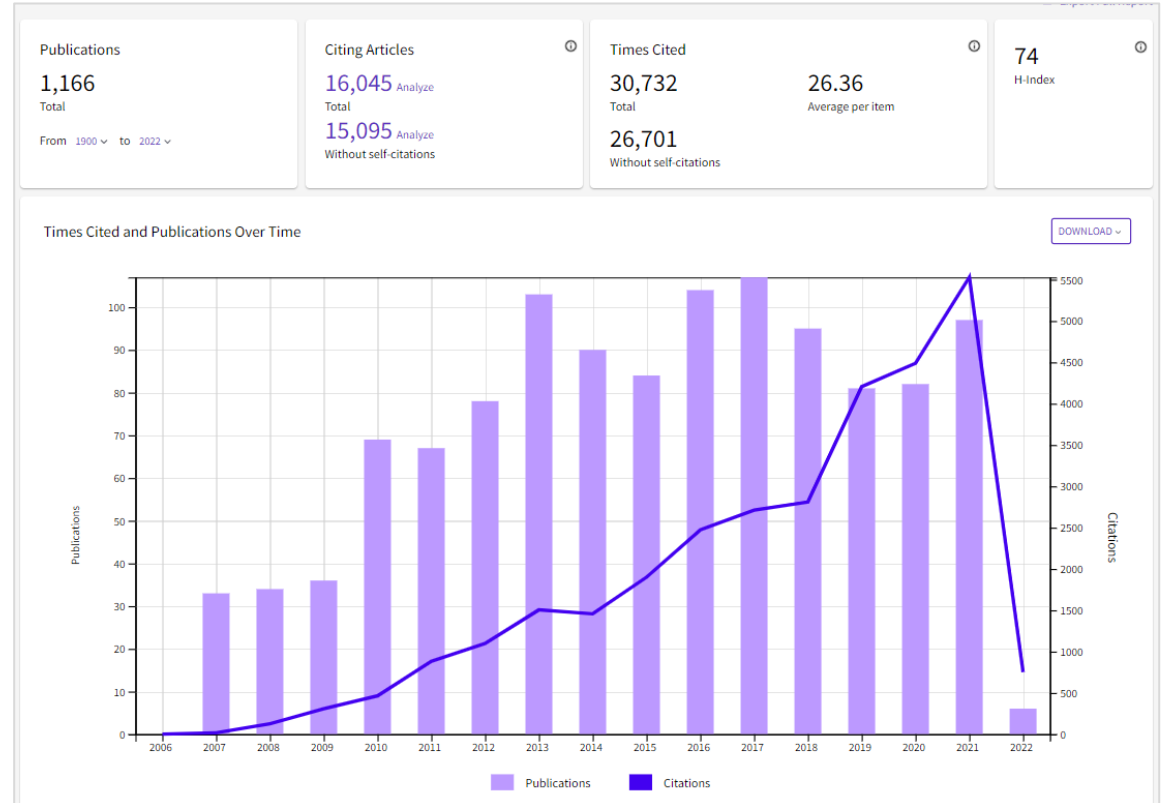 Export Full Report
Publications
1,166
Total
From 1900 to 2022
Citing Articles
16,045 Analyze
Total
15,095 Analyze
Without self-citations
Times Cited
30,732
Total
26.36
Average per item
26,701
Without self-citations
74
H-Index
Times Cited and Publications Over Time
DOWNLOAD
Publications
100
90
80
70
60
50
40
30
20
10
0
5500
5000
4500
4000
3500
3000
2500
2000
1500
1000
500
0
Citations
2006 2007 2008 2009 2010 2011 2012 2013 2014 2015 2016 2017 2018 2019 2020 2021 2022
Publications Citations